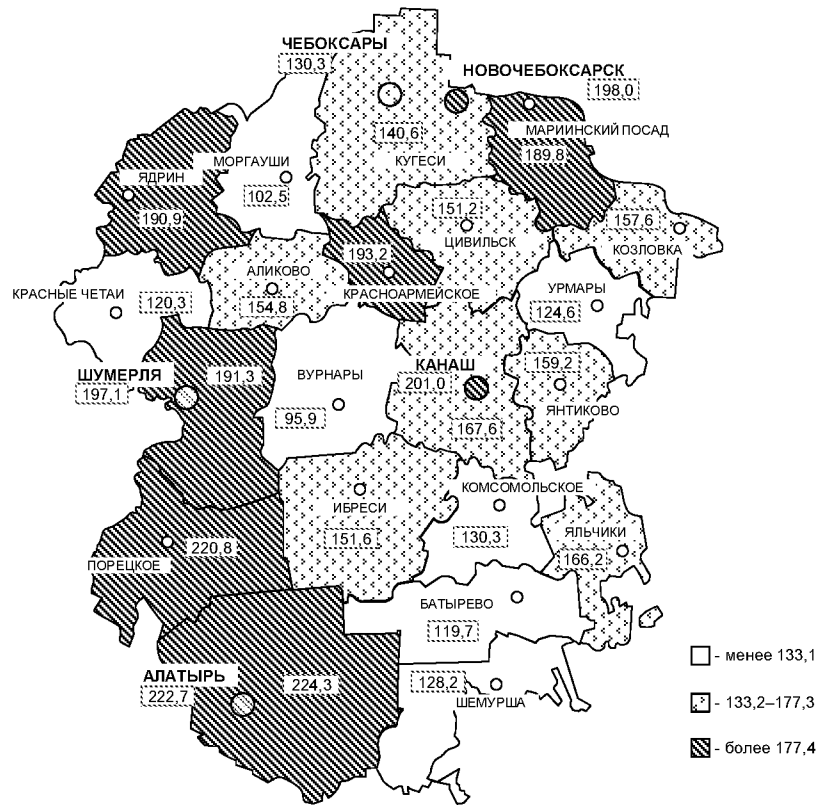 ЧЕБОКСАРЫ
130,3
НОВОЧЕБОКСАРСК
198,0
140,6
КУГЕСИ
МАРИИНСКИЙ ПОСАД
189,8
МОРГАУШИ
102,5
ЯДРИН
190,9
151,2
ЦИВИЛЬСК
157,6
КОЗЛОВКА
193,2
КРАСНОАРМЕЙСКОЕ
АЛИКОВО
154,8
КРАСНЫЕ ЧЕТАИ
120,3
УРМАРЫ
124,6
ШУМЕРЛЯ
197,1
191,3
ВУРНАРЫ
95,9
КАНАШ
201,0
167,6
159,2
ЯНТИКОВО
ИБРЕСИ
151,6
КОМСОМОЛЬСКОЕ
130,3
ЯЛЬЧИКИ
166,2
220,8
ПОРЕЦКОЕ
БАТЫРЕВО
119,7
АЛАТЫРЬ
222,7
224,3
128,2
ШЕМУРША
- менее 133,1
- 133,2–177,3
- более 177,4